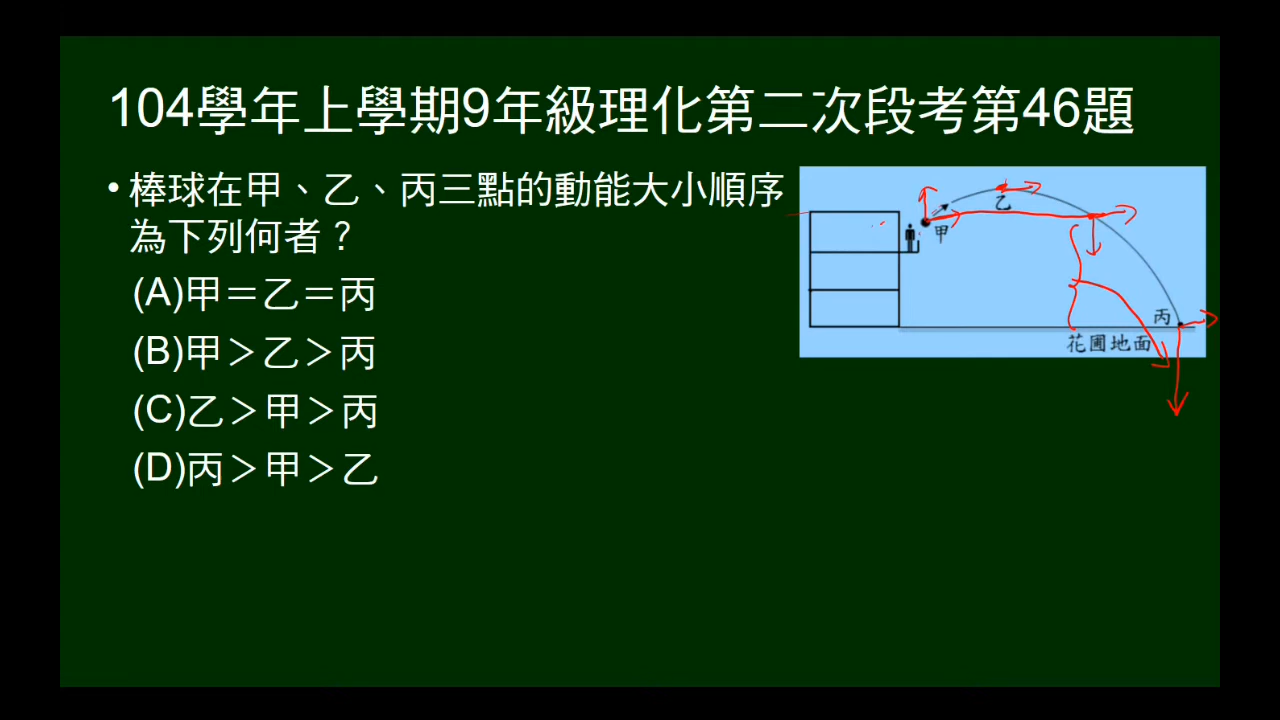 104學年上學期9年級理化第二次段考第46題
• 棒球在甲、乙、丙三點的動能大小順序
為下列何者？
(A)甲＝乙＝丙
(B)甲＞乙＞丙
(C)乙＞甲＞丙
(D)丙＞甲＞乙
乙
甲
丙
花圃地面